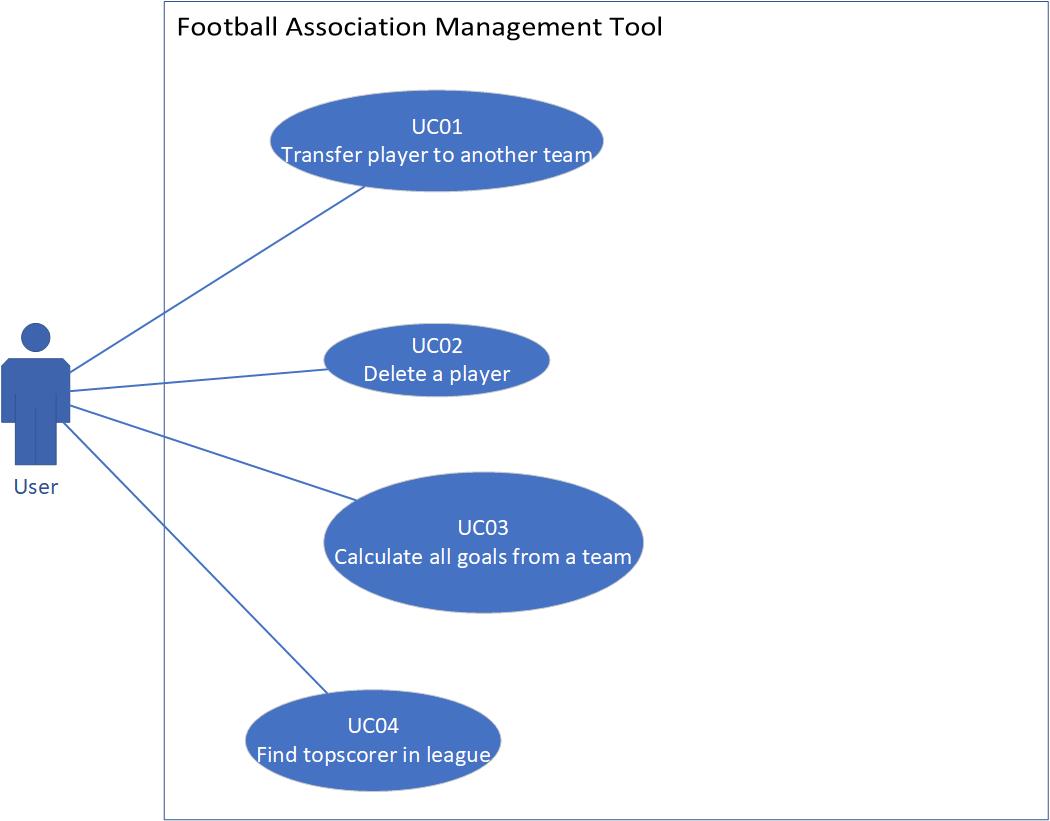 Football Association Management Tool
UC01
Transfer player to another team
UC02
Delete a player
User
UC03
Calculate all goals from a team
UC04
Find topscorer in league